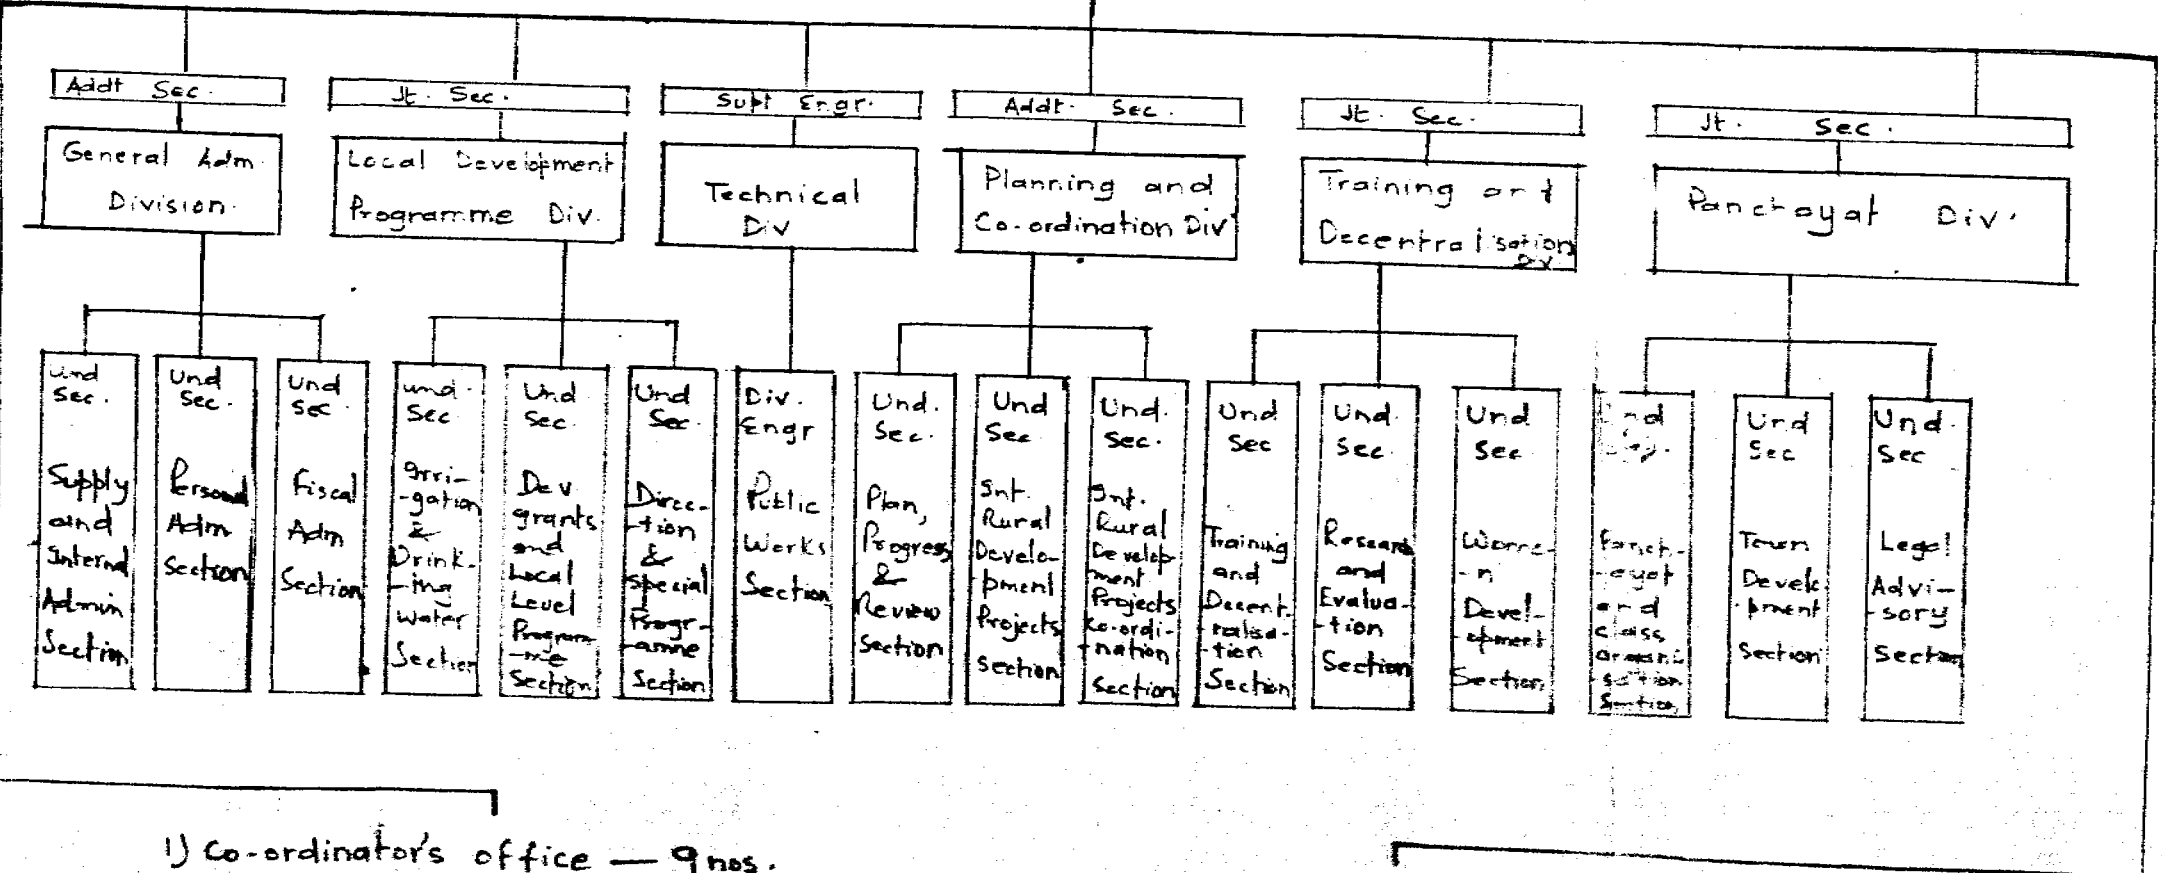 Addt Sec.
Jt. Sec.
Supt Engr.
Addt. Sec.
Jt. Sec.
Jt. Sec.
General Adm.
Division.
Local Development
Programme Div.
Technical
Div
Planning and
Co-ordination Div
Training and
Decentralisation
Div
Panchayat Div.
Und
Sec.
Supply
and
Internal
Admin
Section
Und
Sec.
Personal
Adm
Section
Und
Sec.
Fiscal
Adm
Section
Und.
Sec.
Irri-
-gation
&
Drink-
-ing
Water
Section
Und
Sec.
Dev
grants
and
Local
Level
Program-
-me
Section
Und
Sec.
Direc-
-tion
&
Special
Progr-
-amme
Section
Div.
Engr
Public
Works
Section
Und.
Sec.
Plan,
Progress
&
Review
Section
Und
Sec
Int.
Rural
Develo-
-pment
Projects
Section
Und.
Sec.
Int.
Rural
Develop-
ment
Projects
Co-ordi-
-nation
Section
Und
Sec
Training
and
Decent-
-ralisa-
-tion
Section
Und.
Sec.
Research
and
Evalua-
-tion
Section
Und
Sec
Wome-
-n
Devel-
-opment
Section
Und
Panch-
-ayat
and
class
organi
-sation
Section
Und
Sec
Town
Develo-
-pment
Section
Und.
Sec
Legal
Advi-
-sory
Section
1) Co-ordinator's office — 9 nos.